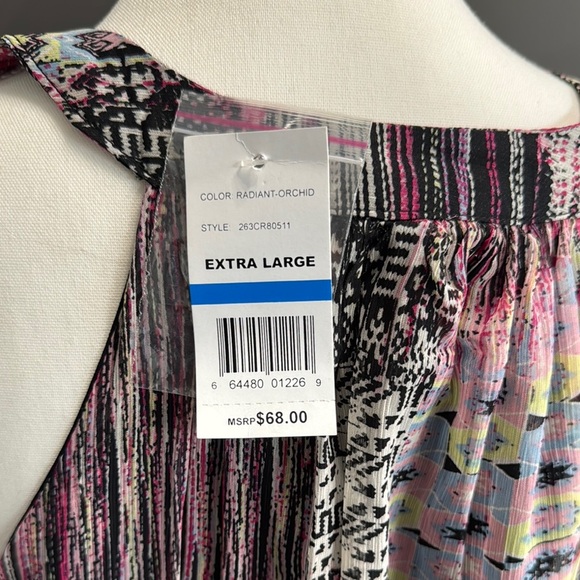 COLOR: RADIANT-ORCHID
STYLE 263CR80511
EXTRA LARGE
6 64480 01226 9
MSRP$68.00